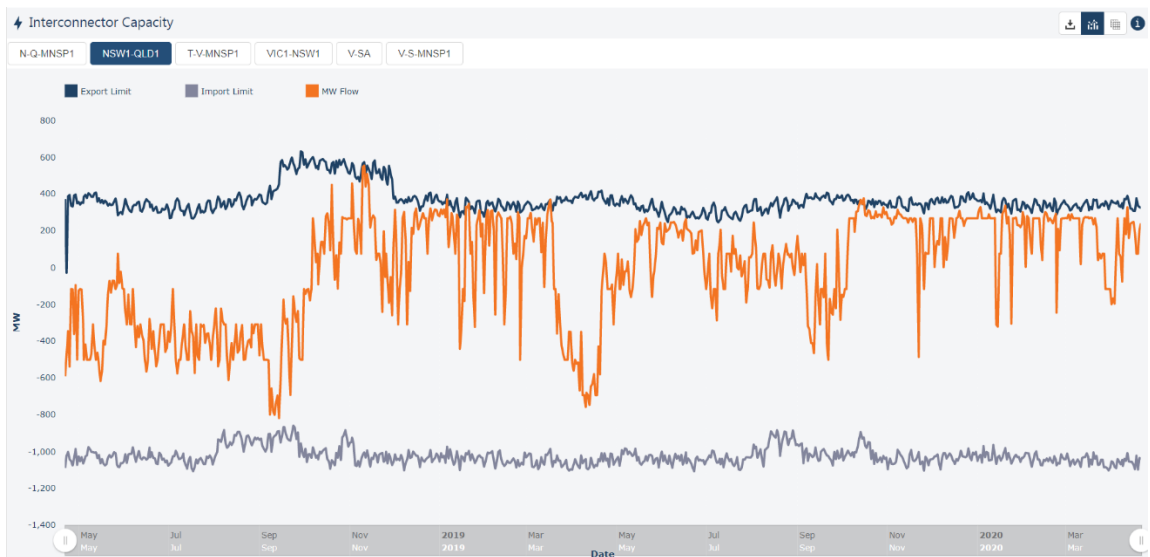 Interconnector Capacity
N-Q-MNSP1 NSW1-QLD1 T-V-MNSP1 VIC1-NSW1 V-SA V-S-MNSP1
Export Limit Import Limit MW Flow
800
600
400
200
0
-200
-400
-600
-800
-1,000
-1,200
-1,400
MW
May Jul Sep Nov 2019 Mar May Jul Sep Nov 2020 Mar
May Jul Sep Nov 2019 Mar May Jul Sep Nov 2020 Mar
Date